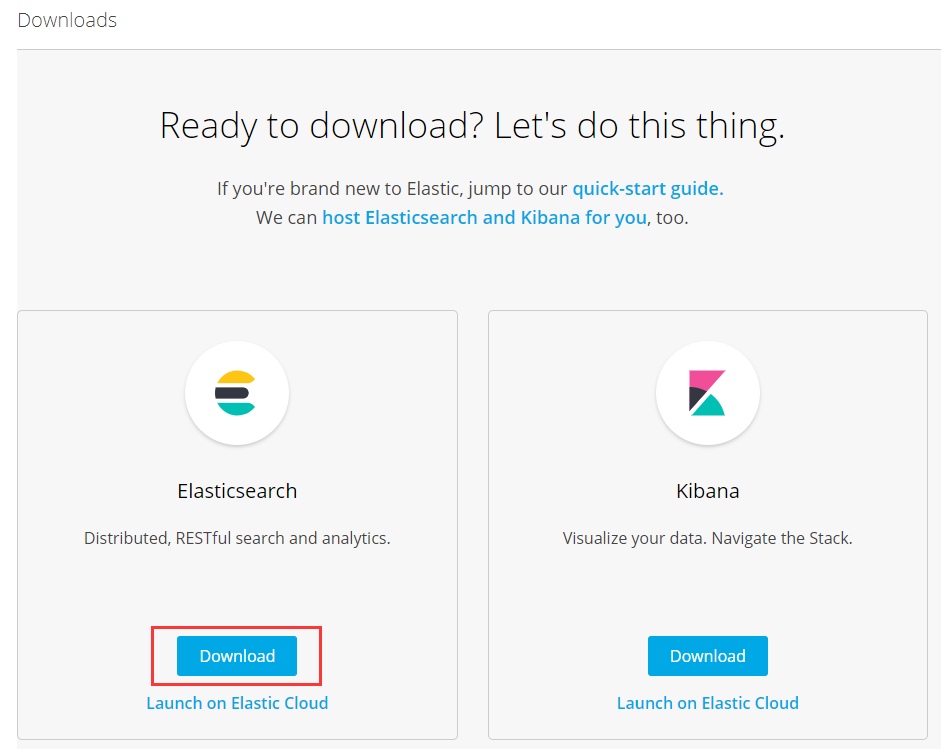 Downloads
Ready to download? Let's do this thing.
If you're brand new to Elastic, jump to our quick-start guide.
We can host Elasticsearch and Kibana for you, too.
Elasticsearch
Distributed, RESTful search and analytics.
Download
Launch on Elastic Cloud
Kibana
Visualize your data. Navigate the Stack.
Download
Launch on Elastic Cloud